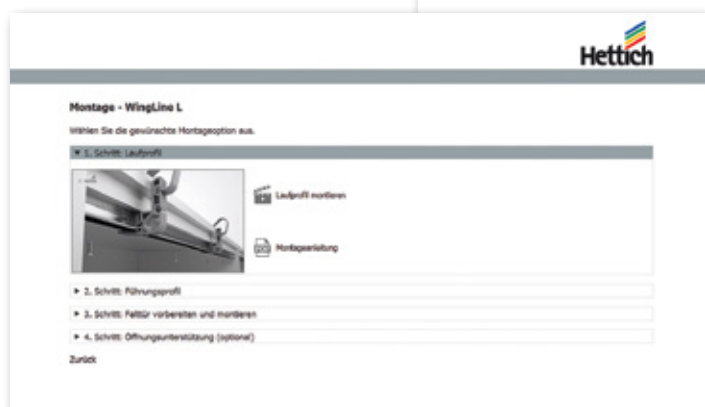 Hettich
Montage - WingLine L
Wählen Sie die gewünschte Montageoption aus.
▼ 1. Schritt: Laufprofil
Laufprofil montieren
Montageanleitung
► 2. Schritt: Führungsprofil
► 3. Schritt: Falttür vorbereiten und montieren
► 4. Schritt: Öffnungsunterstützung (optional)
Zurück